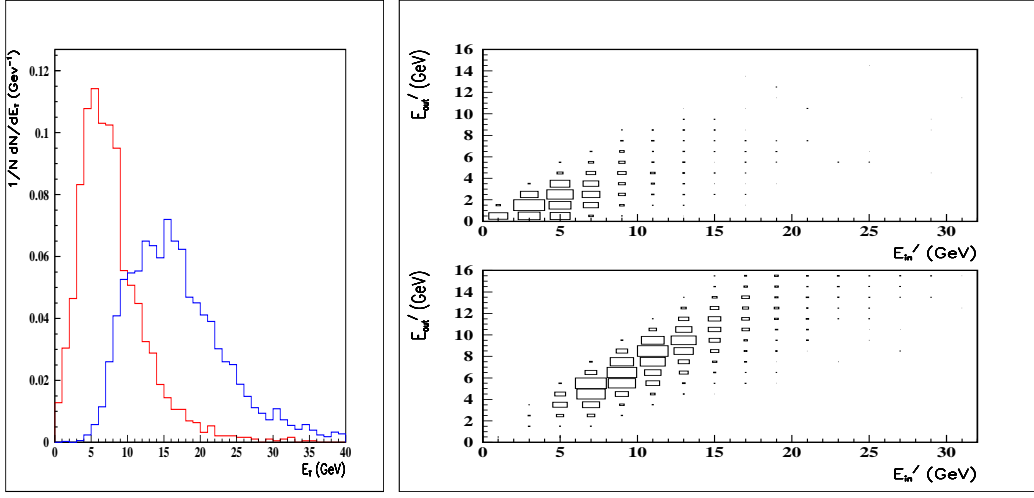 1/N dN/dE_T (Gev⁻¹)
0.12
0.1
0.08
0.06
0.04
0.02
0
0 5 10 15 20 25 30 35 40
E_T (GeV)
E_out′ (GeV)
16
14
12
10
8
6
4
2
0
0 5 10 15 20 25 30
E_in′ (GeV)
E_out′ (GeV)
16
14
12
10
8
6
4
2
0
0 5 10 15 20 25 30
E_in′ (GeV)